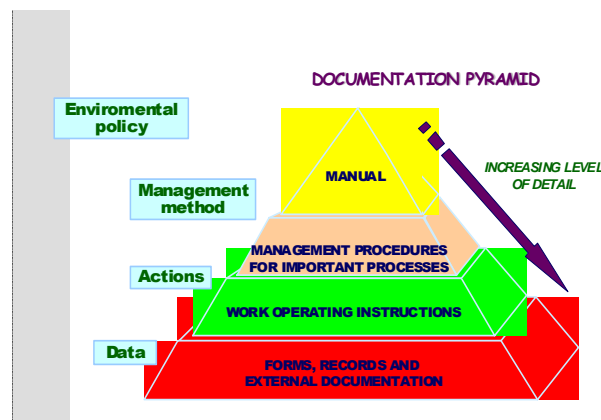 DOCUMENTATION PYRAMID
Enviromental
policy
MANUAL
INCREASING LEVEL
OF DETAIL
Management
method
MANAGEMENT PROCEDURES
FOR IMPORTANT PROCESSES
Actions
WORK OPERATING INSTRUCTIONS
Data
FORMS, RECORDS AND
EXTERNAL DOCUMENTATION